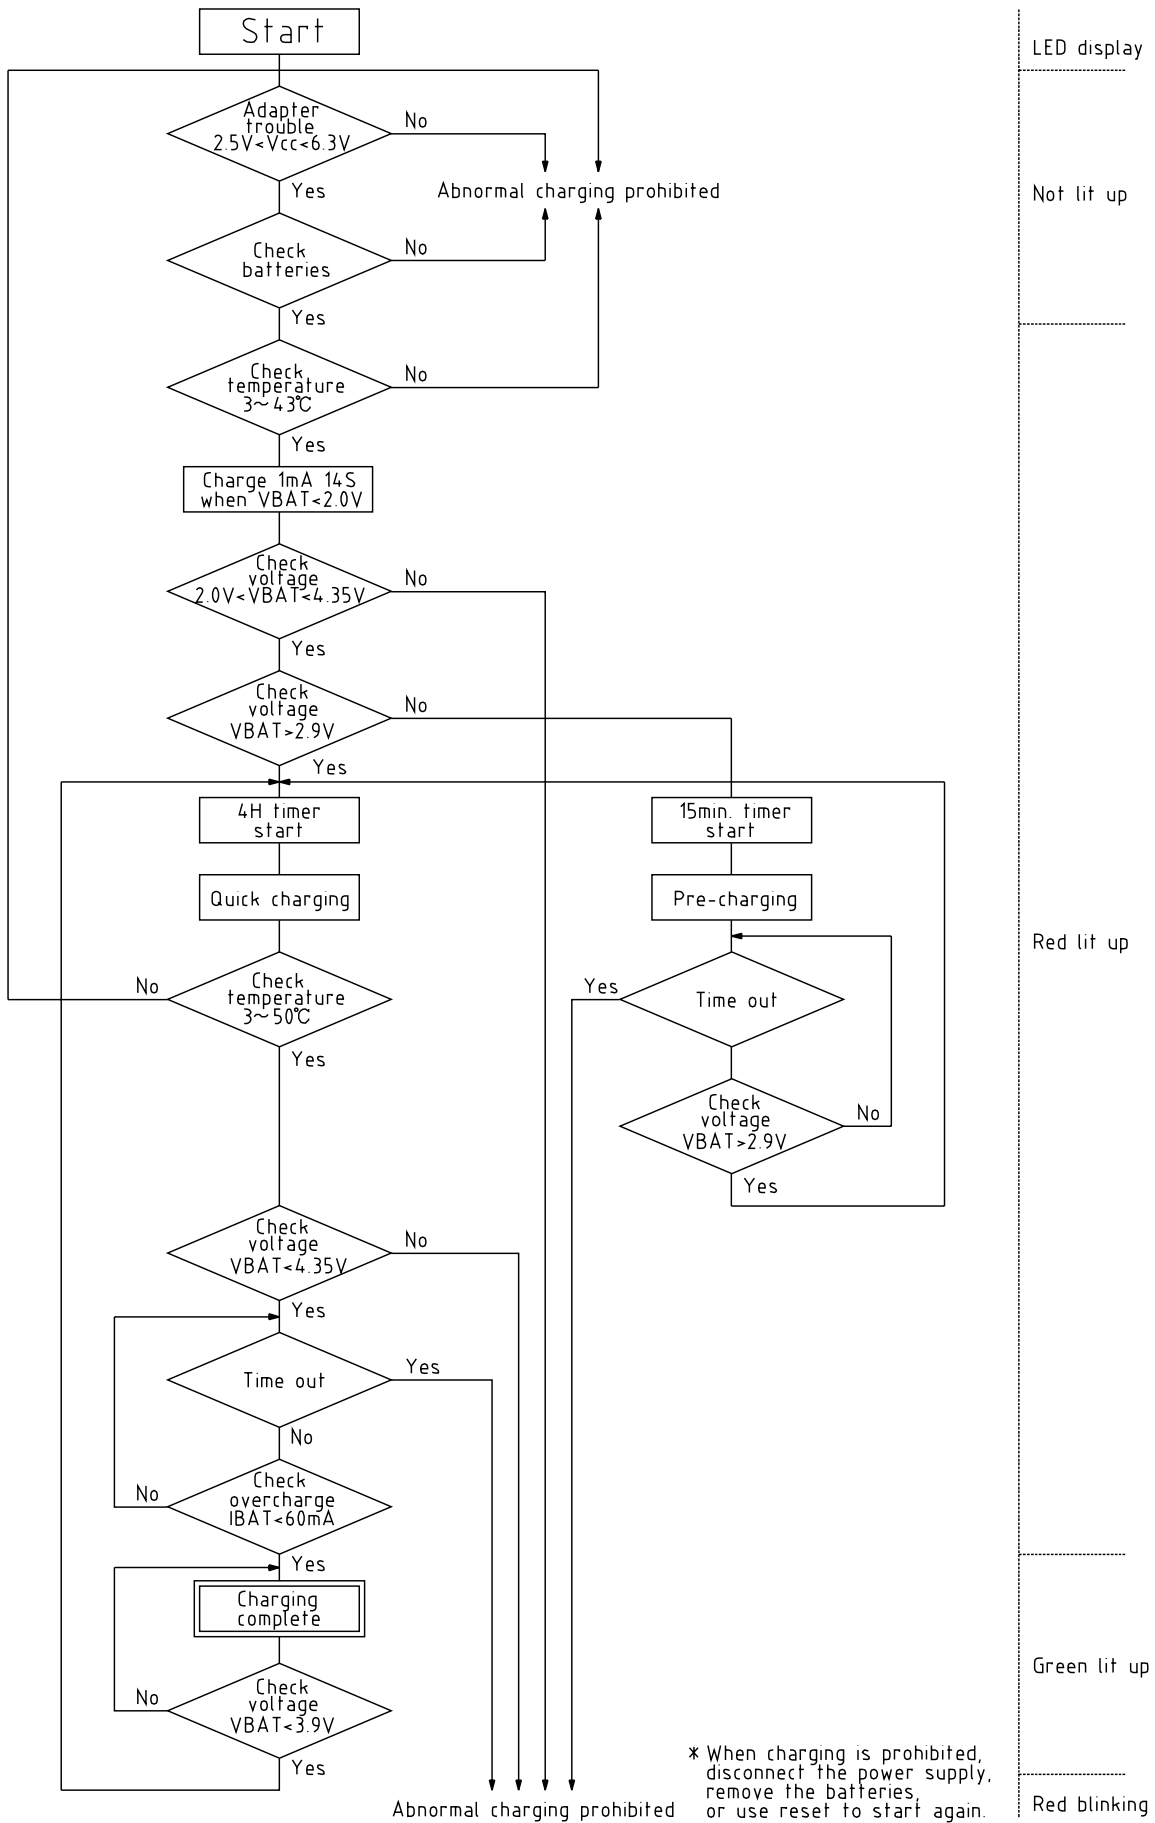 Start
LED display
Adapter
trouble
2.5V<Vcc<6.3V
No
Yes
Abnormal charging prohibited
Not lit up
Check
batteries
No
Yes
Check
temperature
3~43℃
No
Yes
Charge 1mA 14S
when VBAT<2.0V
Check
voltage
2.0V<VBAT<4.35V
No
Yes
Check
voltage
VBAT>2.9V
No
Yes
4H timer
start
15min. timer
start
Quick charging
Pre-charging
Red lit up
Check
temperature
3~50℃
No
Yes
Time out
Yes
Check
voltage
VBAT>2.9V
No
Yes
Check
voltage
VBAT<4.35V
No
Yes
Time out
Yes
No
Check
overcharge
IBAT<60mA
No
Yes
Charging
complete
Green lit up
Check
voltage
VBAT<3.9V
No
Yes
Abnormal charging prohibited
* When charging is prohibited,
disconnect the power supply,
remove the batteries,
or use reset to start again.
Red blinking